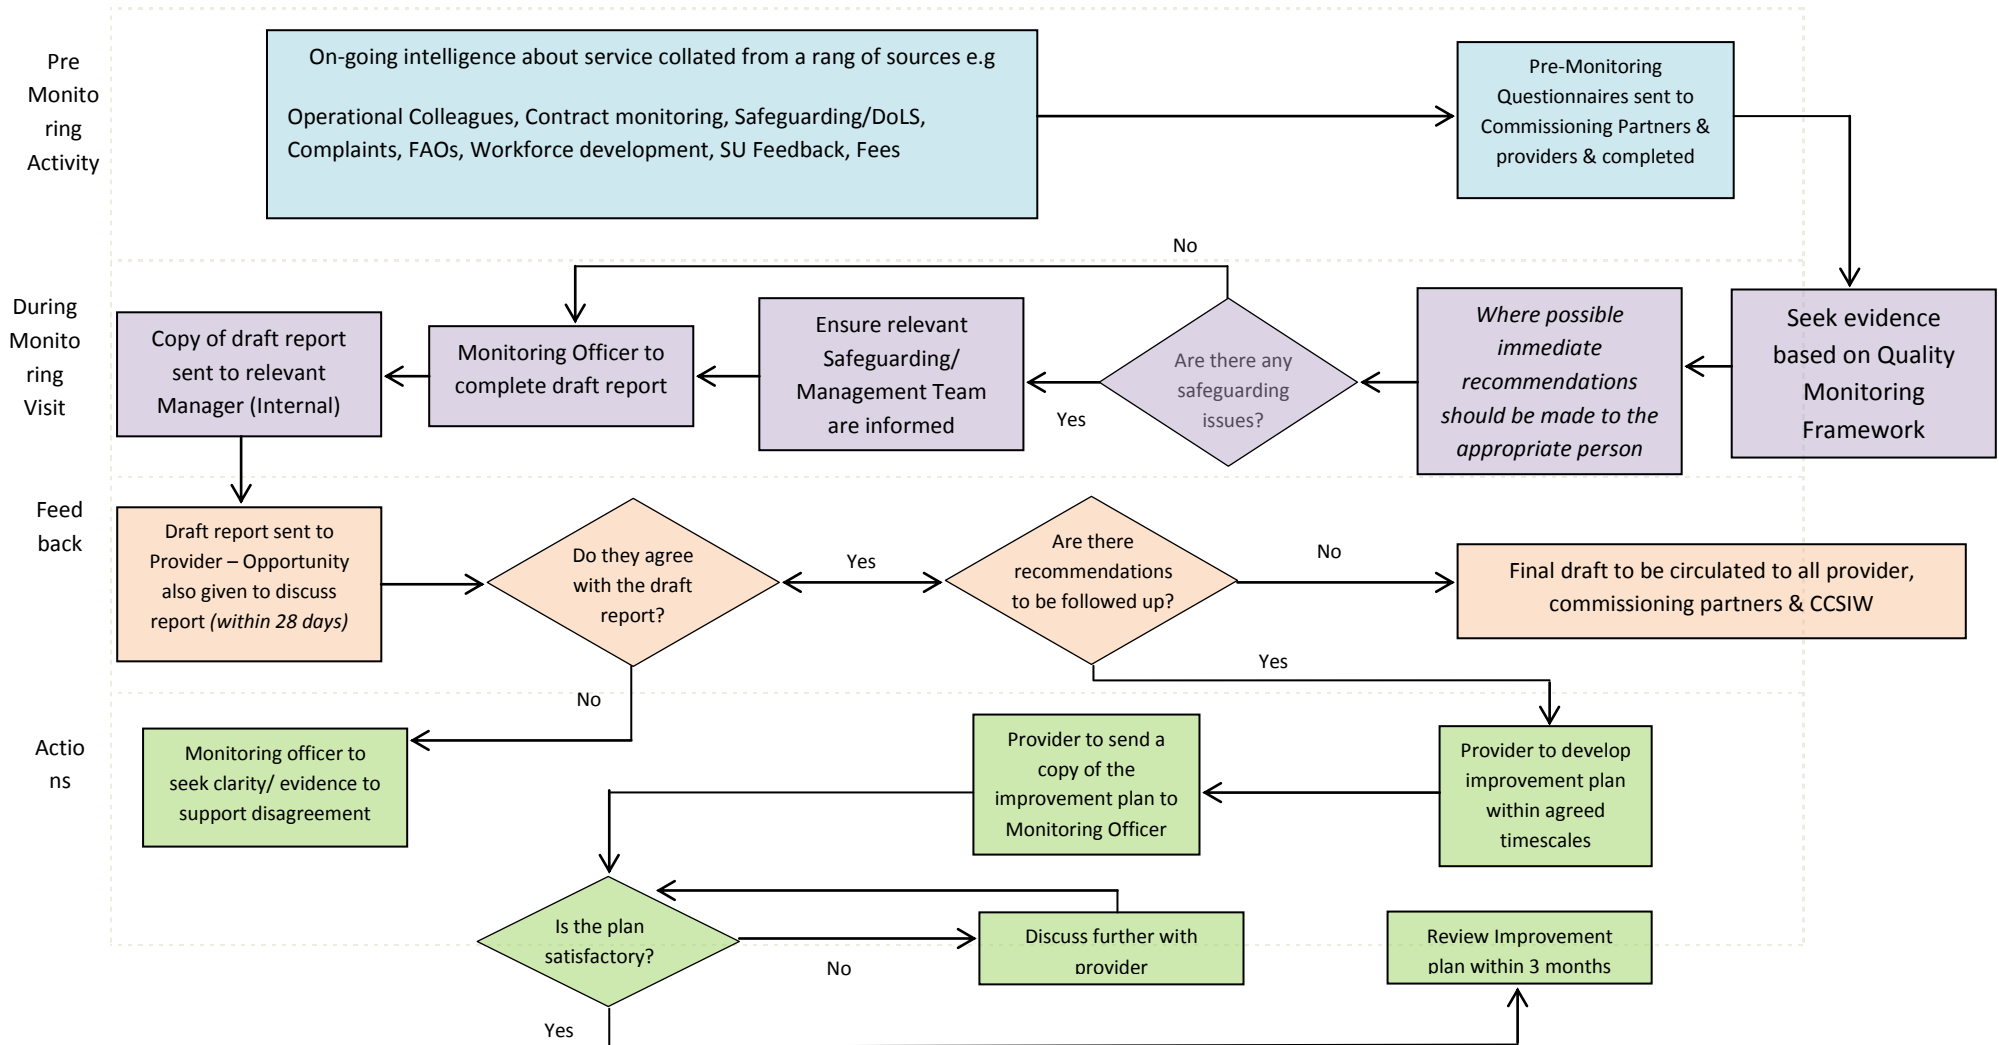 Pre
Monito
ring
Activity
On-going intelligence about service collated from a rang of sources e.g
Operational Colleagues, Contract monitoring, Safeguarding/DoLS,
Complaints, FAOs, Workforce development, SU Feedback, Fees
Pre-Monitoring
Questionnaires sent to
Commissioning Partners &
providers & completed
No
During
Monito
ring
Visit
Copy of draft report
sent to relevant
Manager (Internal)
Monitoring Officer to
complete draft report
Ensure relevant
Safeguarding/
Management Team
are informed
Yes
Are there any
safeguarding
issues?
Where possible
immediate
recommendations
should be made to the
appropriate person
Seek evidence
based on Quality
Monitoring
Framework
Feed
back
Draft report sent to
Provider – Opportunity
also given to discuss
report (within 28 days)
Do they agree
with the draft
report?
Yes
Are there
recommendations
to be followed up?
No
Final draft to be circulated to all provider,
commissioning partners & CCSIW
Yes
No
Actio
ns
Monitoring officer to
seek clarity/ evidence to
support disagreement
Provider to send a
copy of the
improvement plan to
Monitoring Officer
Provider to develop
improvement plan
within agreed
timescales
Is the plan
satisfactory?
No
Discuss further with
provider
Review Improvement
plan within 3 months
Yes